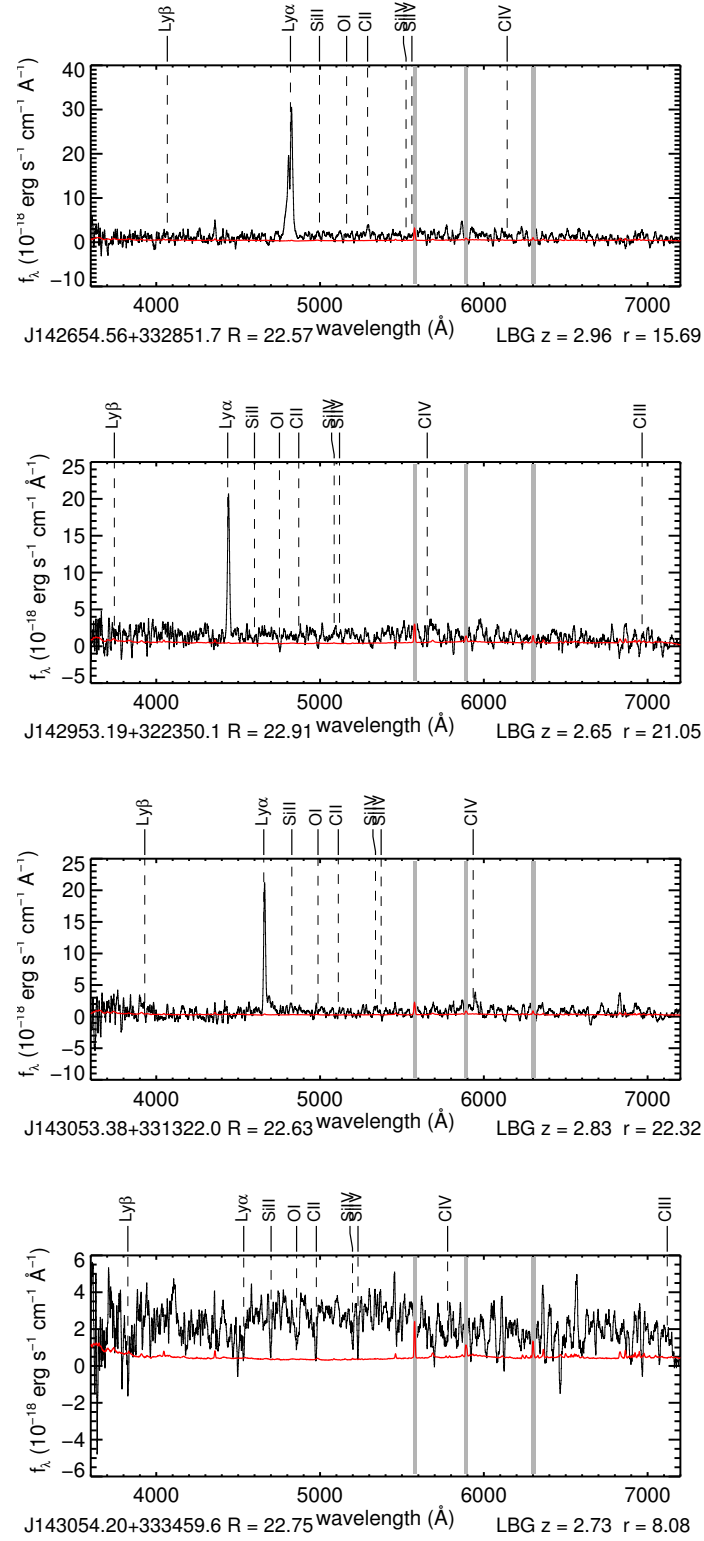 Lyβ Lyα SiII OI CII SiIV SiIV CIV
40
30
20
10
0
−10
fλ (10−18 erg s−1 cm−1 Å−1)
4000 5000 6000 7000
wavelength (Å)
J142654.56+332851.7 R = 22.57 LBG z = 2.96 r = 15.69
Lyβ Lyα SiII OI CII SiIV SiIV CIV CIII
25
20
15
10
5
0
−5
fλ (10−18 erg s−1 cm−1 Å−1)
4000 5000 6000 7000
wavelength (Å)
J142953.19+322350.1 R = 22.91 LBG z = 2.65 r = 21.05
Lyβ Lyα SiII OI CII SiIV SiIV CIV
25
20
15
10
5
0
−5
−10
fλ (10−18 erg s−1 cm−1 Å−1)
4000 5000 6000 7000
wavelength (Å)
J143053.38+331322.0 R = 22.63 LBG z = 2.83 r = 22.32
Lyβ Lyα SiII OI CII SiIV SiIV CIV CIII
6
4
2
0
−2
−4
−6
fλ (10−18 erg s−1 cm−1 Å−1)
4000 5000 6000 7000
wavelength (Å)
J143054.20+333459.6 R = 22.75 LBG z = 2.73 r = 8.08